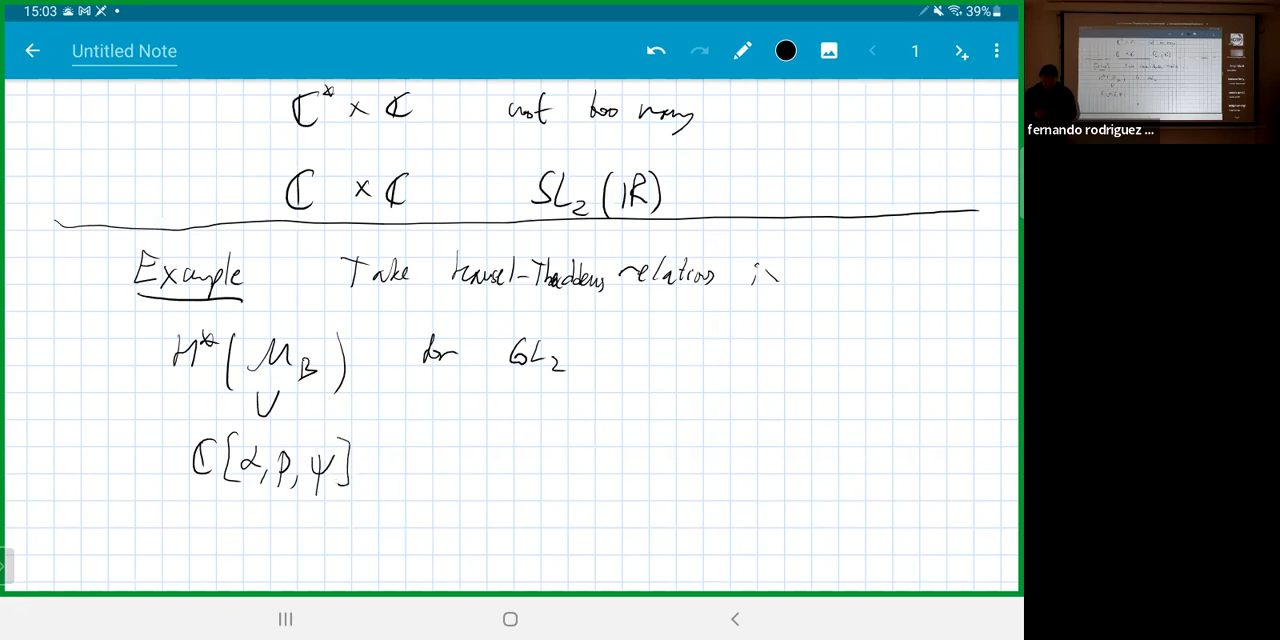 15:03
39%
Untitled Note
1
ℂ* × ℂ not too many
ℂ × ℂ SL₂(ℝ)
Example Take Hausel-Thaddeus relations in
H*(M_B) for GL₂
∪
ℂ[α, β, ψ]
fernando rodriguez ...